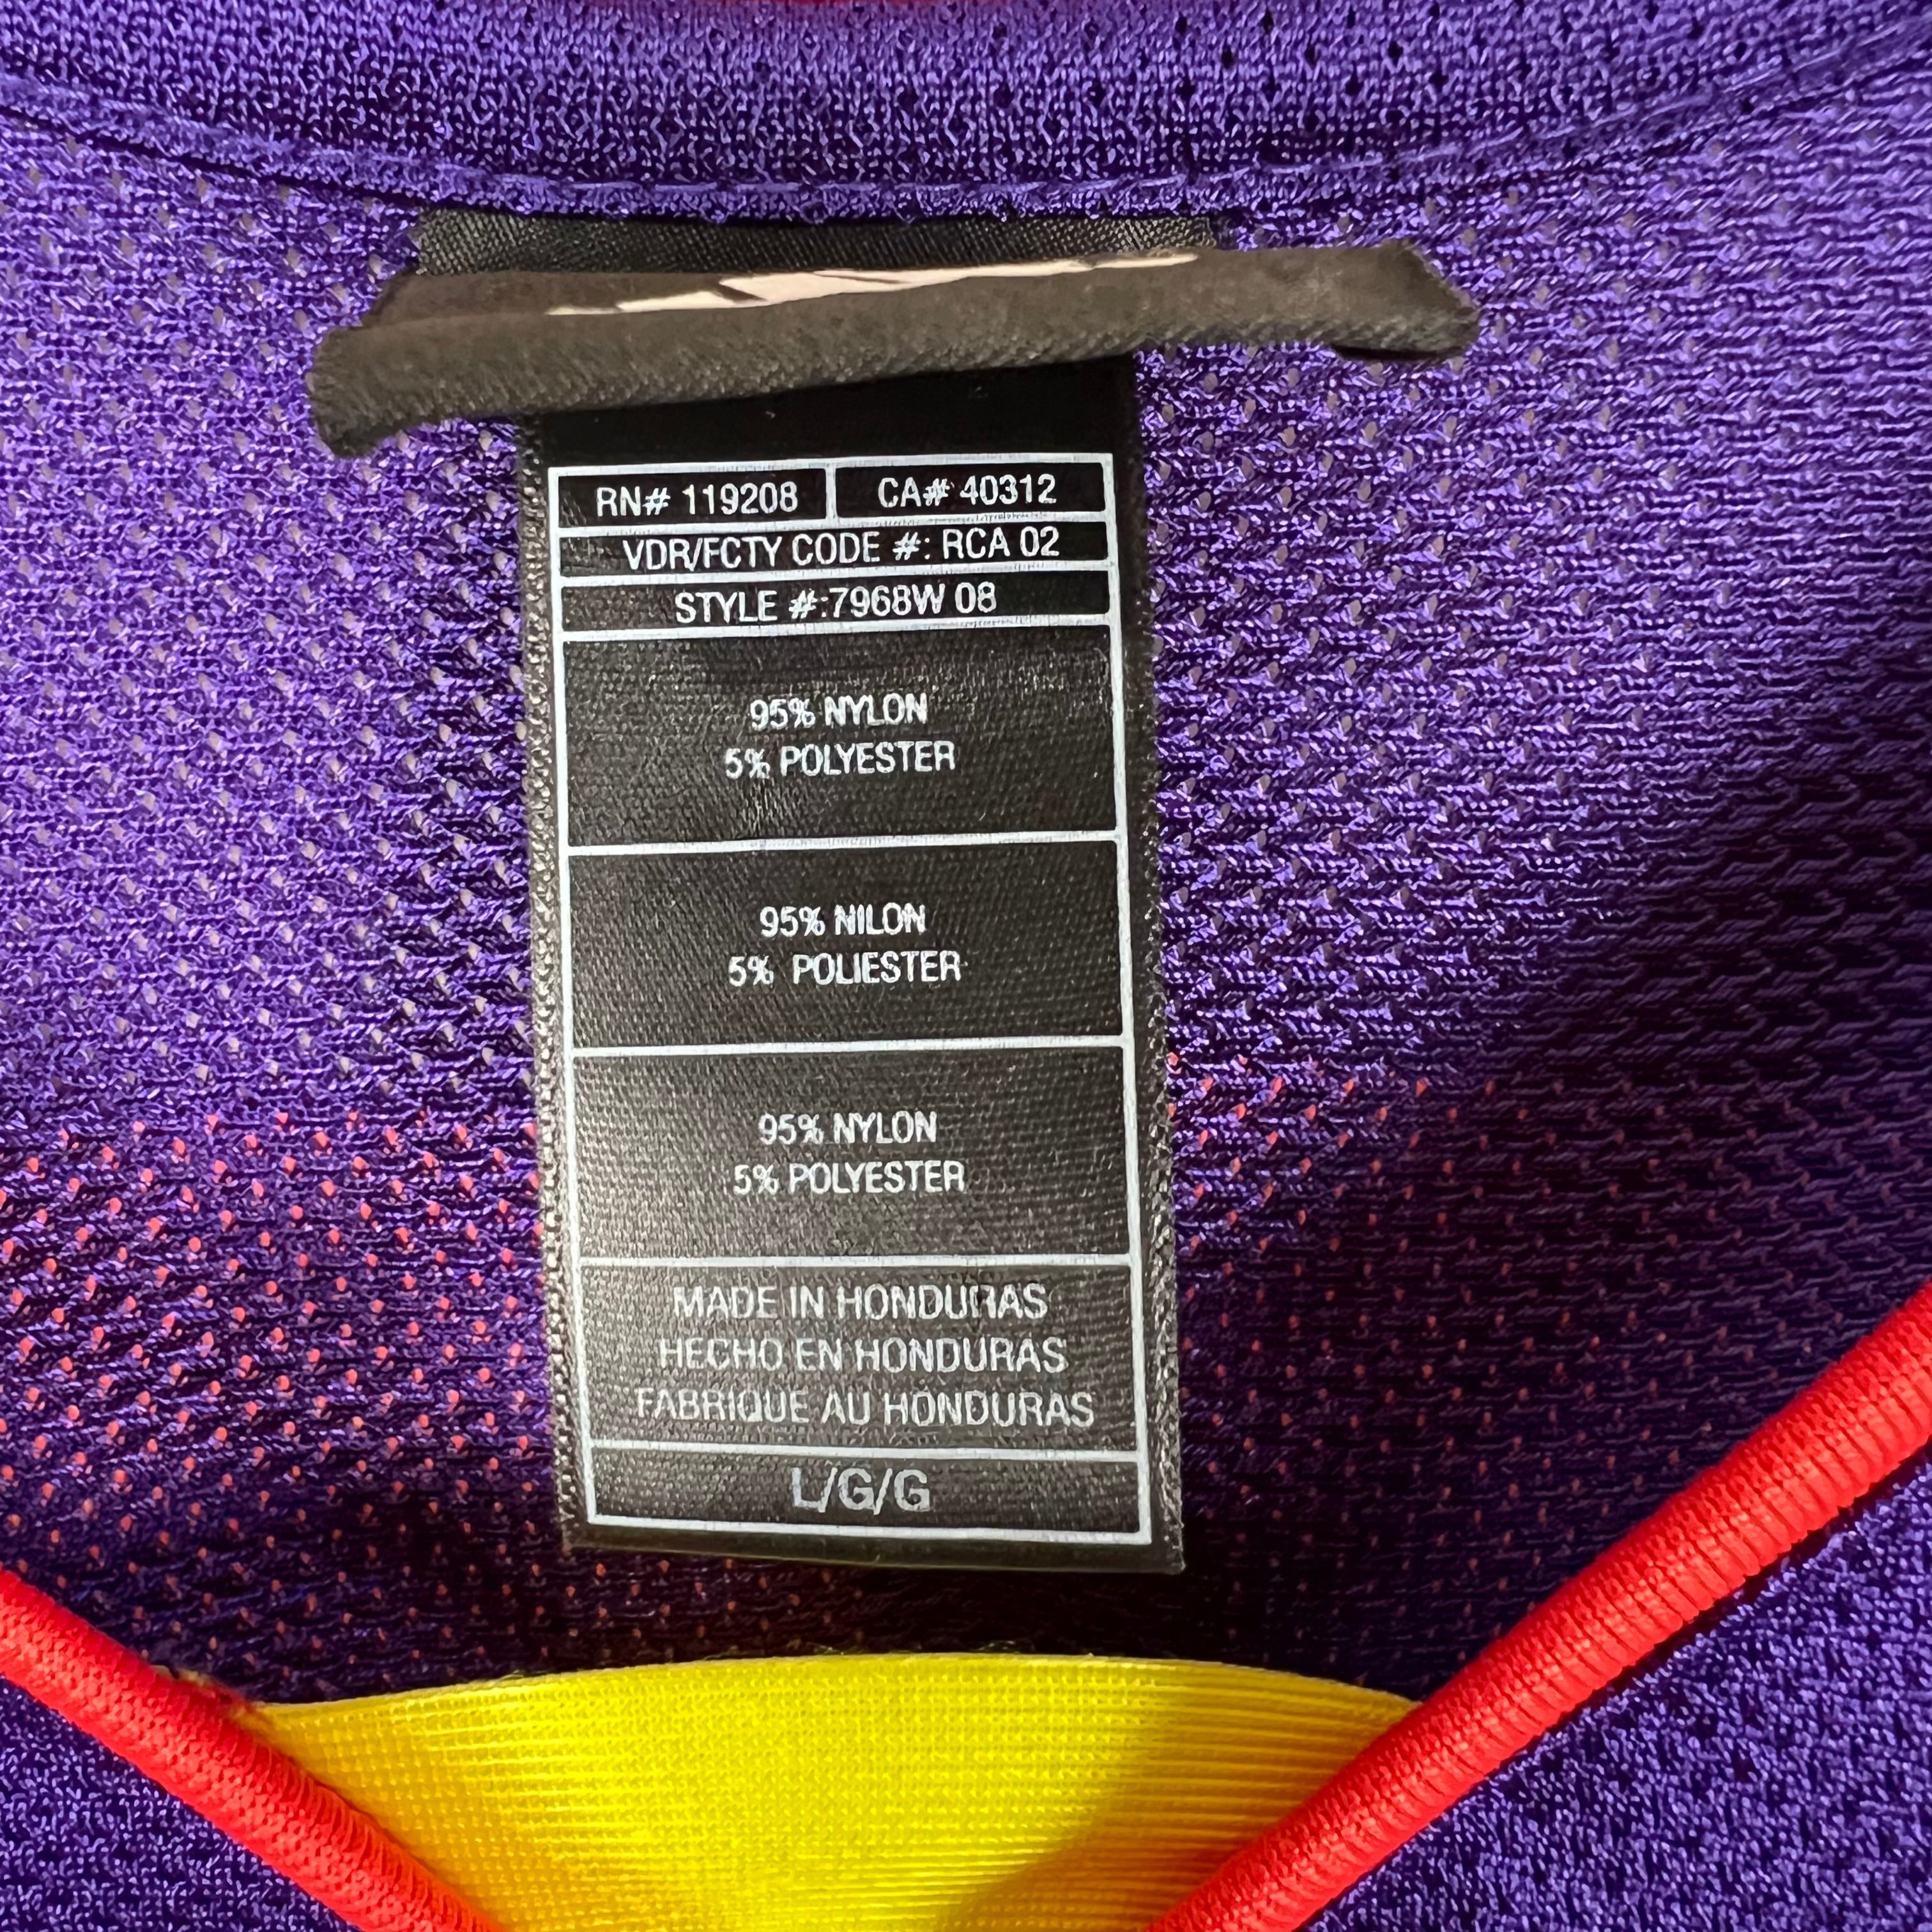 RN# 119208 CA# 40312
VDR/FCTY CODE #: RCA 02
STYLE #:7968W 08
95% NYLON
5% POLYESTER
95% NILON
5% POLIESTER
95% NYLON
5% POLYESTER
MADE IN HONDURAS
HECHO EN HONDURAS
FABRIQUE AU HONDURAS
L/G/G